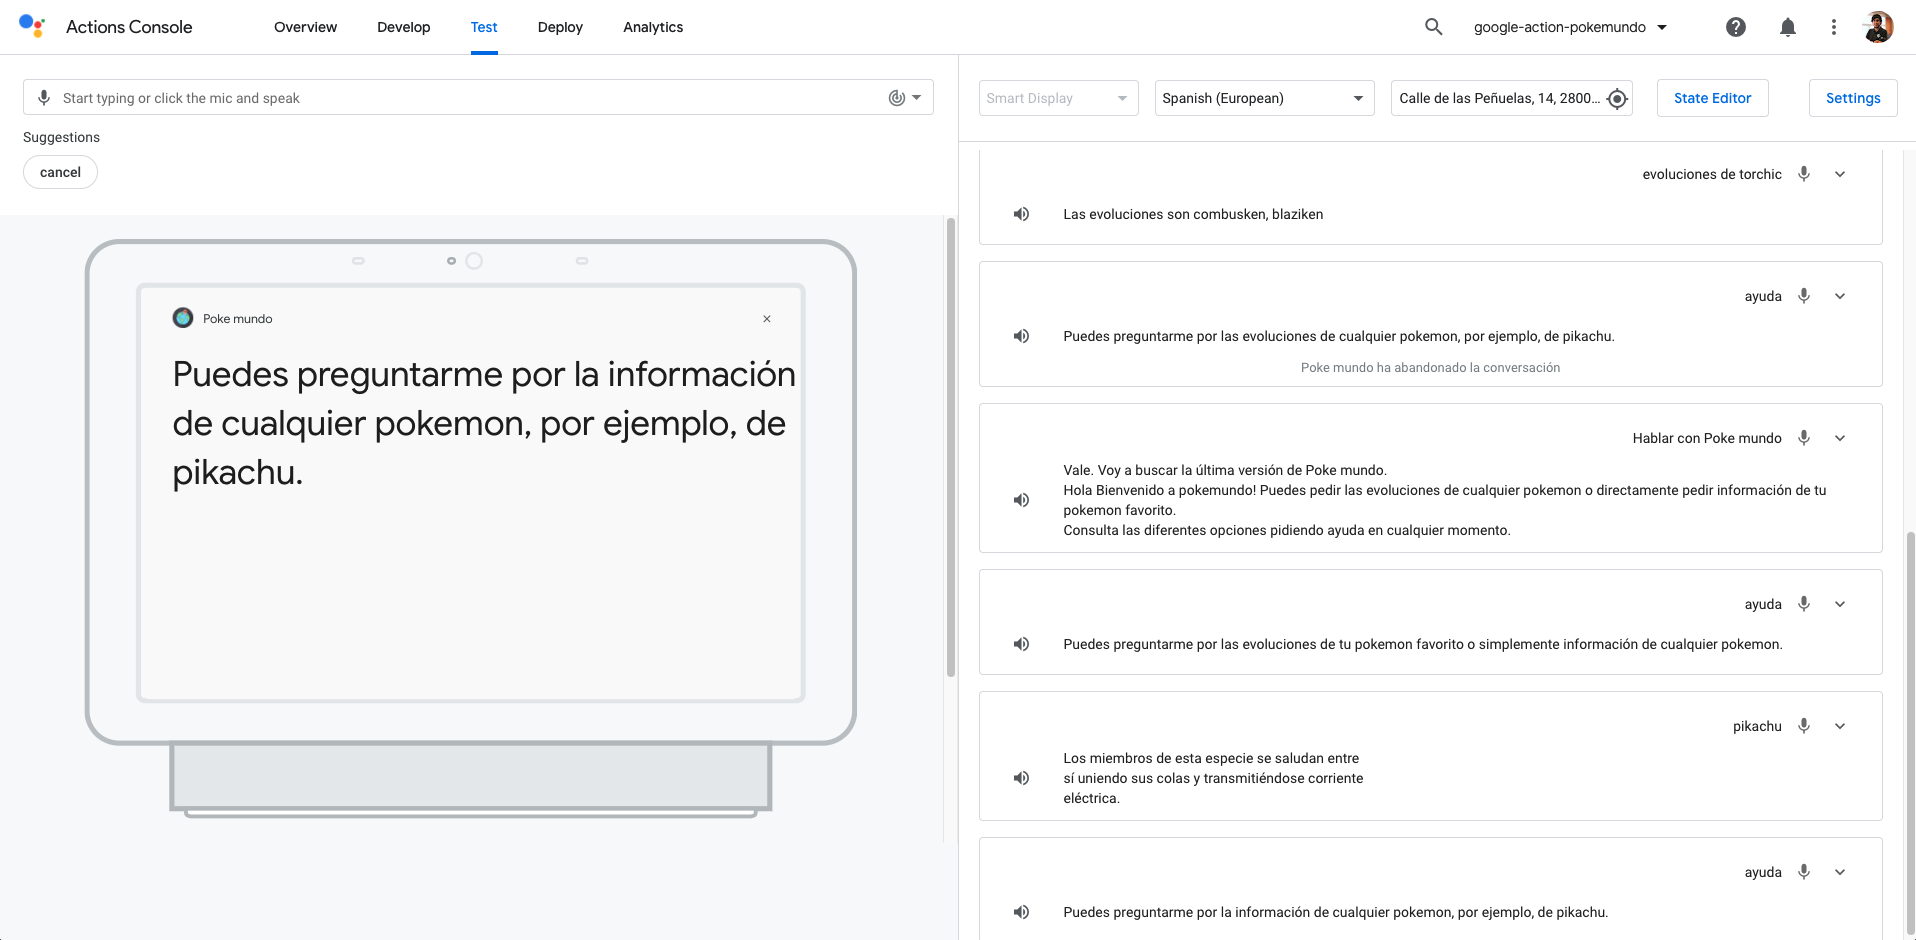 Actions Console
Overview
Develop
Test
Deploy
Analytics
google-action-pokemundo
Start typing or click the mic and speak
Suggestions
cancel
Smart Display
Spanish (European)
Calle de las Peñuelas, 14, 2800...
State Editor
Settings
Poke mundo
Puedes preguntarme por la información
de cualquier pokemon, por ejemplo, de
pikachu.
evoluciones de torchic
Las evoluciones son combusken, blaziken
ayuda
Puedes preguntarme por las evoluciones de cualquier pokemon, por ejemplo, de pikachu.
Poke mundo ha abandonado la conversación
Hablar con Poke mundo
Vale. Voy a buscar la última versión de Poke mundo.
Hola Bienvenido a pokemundo! Puedes pedir las evoluciones de cualquier pokemon o directamente pedir información de tu
pokemon favorito.
Consulta las diferentes opciones pidiendo ayuda en cualquier momento.
ayuda
Puedes preguntarme por las evoluciones de tu pokemon favorito o simplemente información de cualquier pokemon.
pikachu
Los miembros de esta especie se saludan entre
sí uniendo sus colas y transmitiéndose corriente
eléctrica.
ayuda
Puedes preguntarme por la información de cualquier pokemon, por ejemplo, de pikachu.